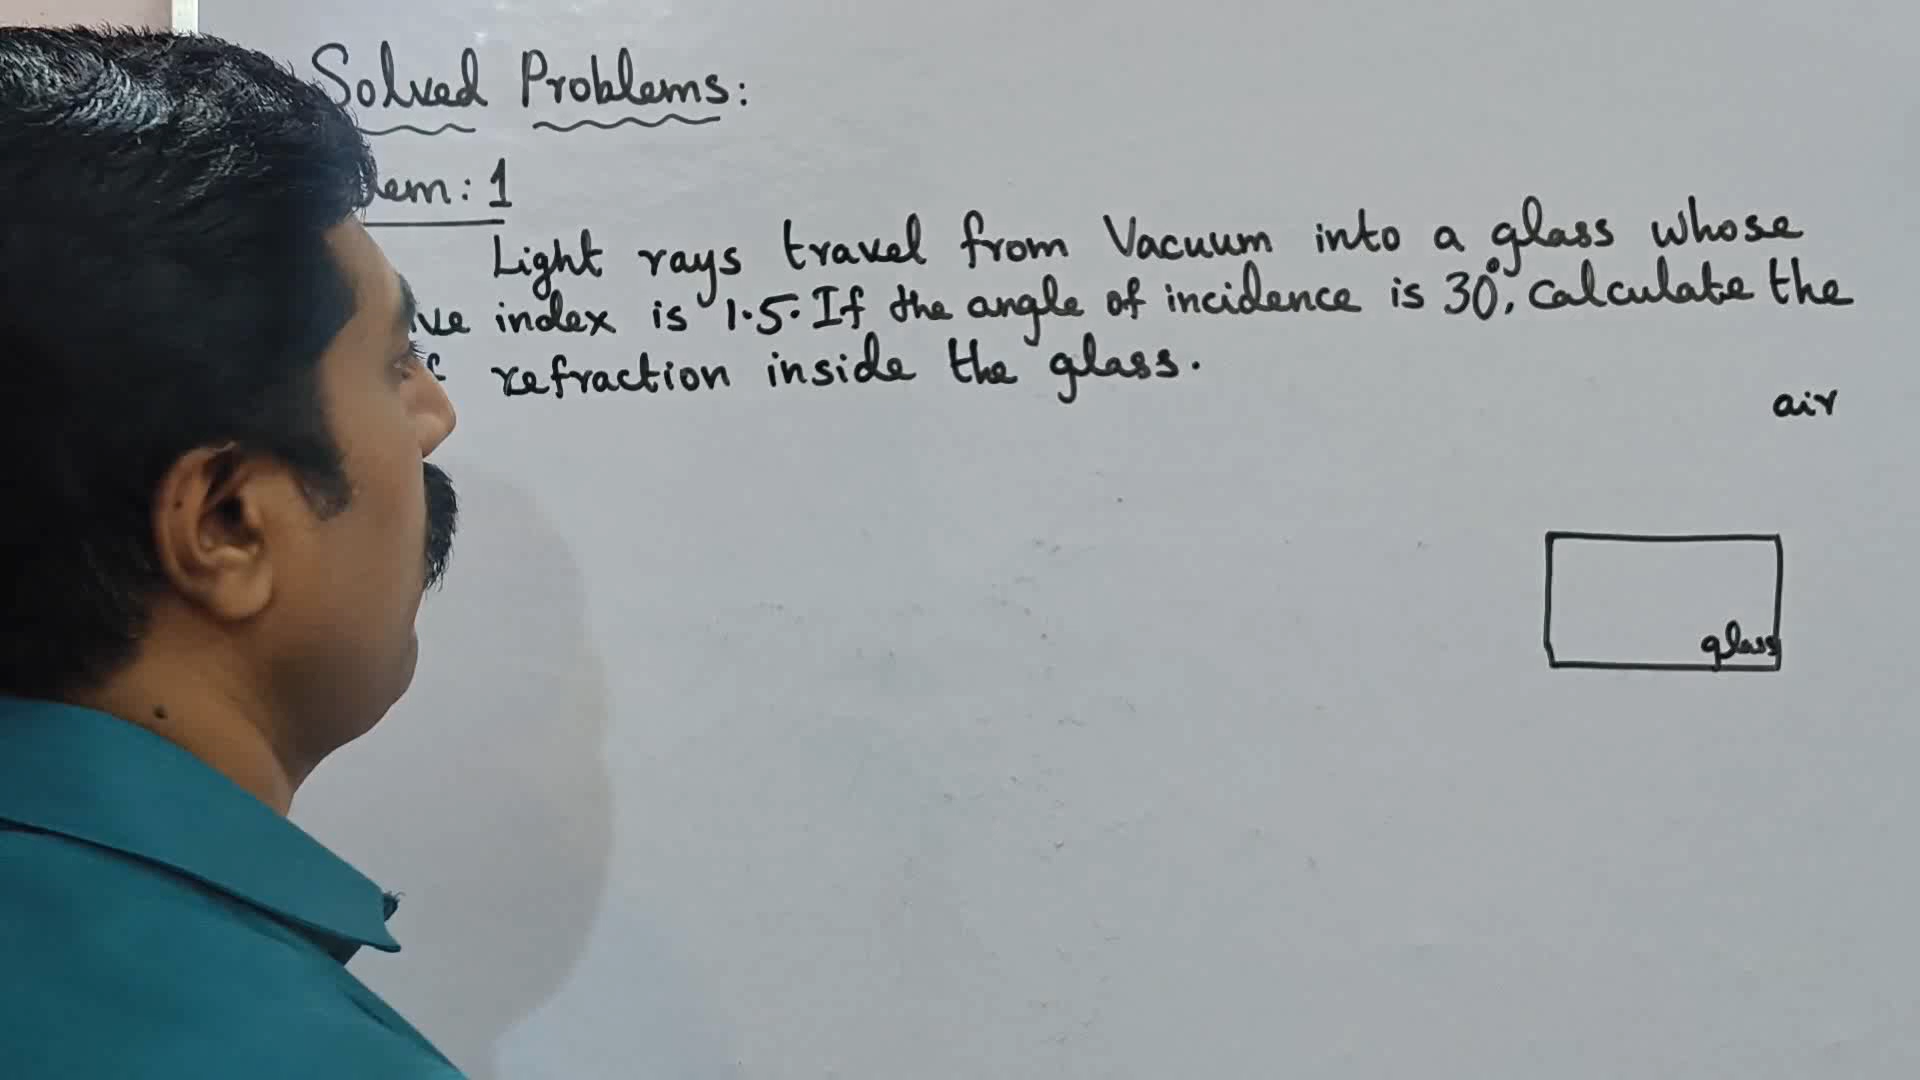 Solved Problems:
lem: 1
Light rays travel from Vacuum into a glass whose
ive index is 1.5. If the angle of incidence is 30°, calculate the
f refraction inside the glass.
air
glass